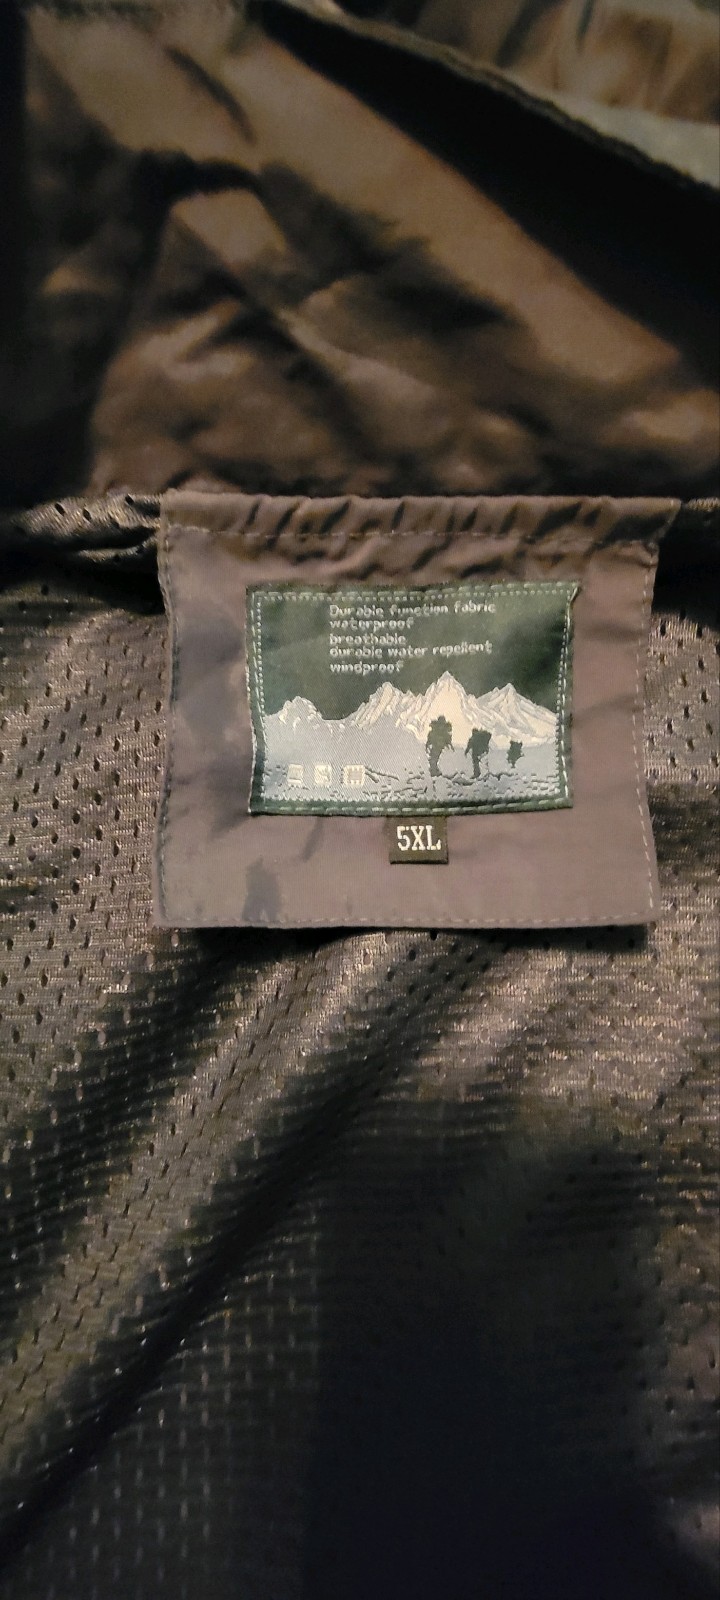 Durable function fabric
waterproof
breathable
durable water repellent
windproof
5XL